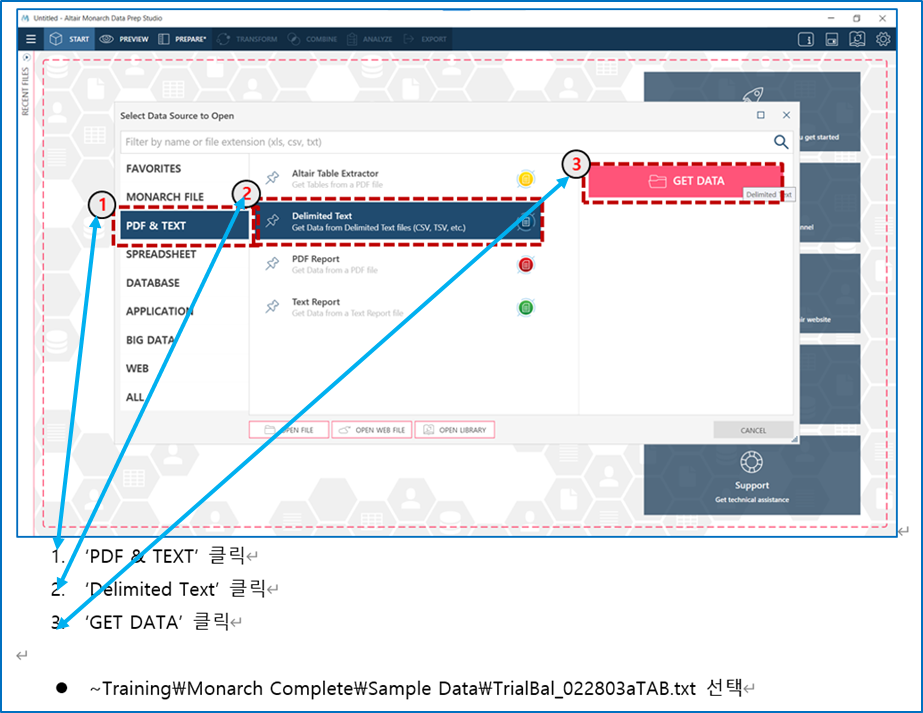 Untitled - Altair Monarch Data Prep Studio
START PREVIEW PREPARE* TRANSFORM COMBINE ANALYZE EXPORT
RECENT FILES
get started
Select Data Source to Open
Filter by name or file extension (xls, csv, txt)
FAVORITES
MONARCH FILE
PDF & TEXT
SPREADSHEET
DATABASE
APPLICATION
BIG DATA
WEB
ALL
1
2
3
Altair Table Extractor
Get Tables from a PDF file
Delimited Text
Get Data from Delimited Text files (CSV, TSV, etc.)
PDF Report
Get Data from a PDF file
Text Report
Get Data from a Text Report file
GET DATA
Delimited
website
OPEN FILE OPEN WEB FILE OPEN LIBRARY CANCEL
Support
Get technical assistance
1. ‘PDF & TEXT’ 클릭↵
2. ‘Delimited Text’ 클릭↵
3. ‘GET DATA’ 클릭↵
↵
● ~Training₩Monarch Complete₩Sample Data₩TrialBal_022803aTAB.txt 선택↵